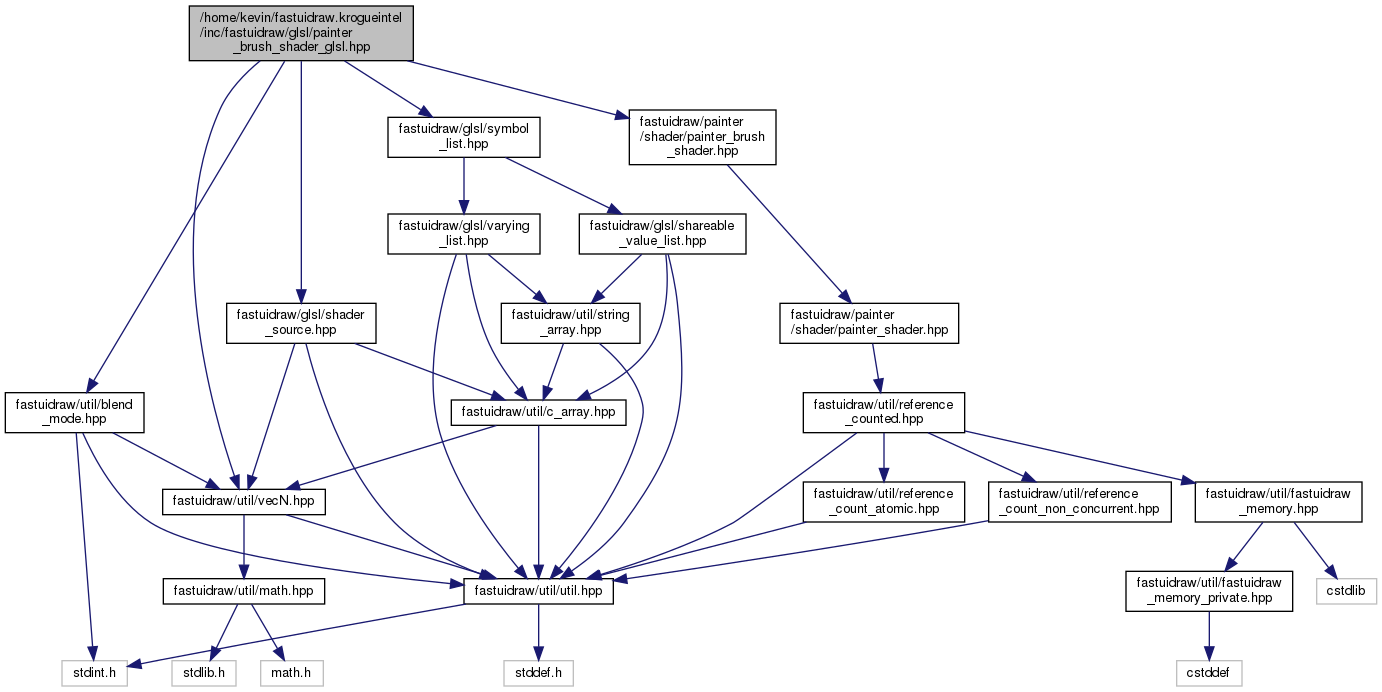 /home/kevin/fastuidraw.krogueintel
/inc/fastuidraw/glsl/painter
_brush_shader_glsl.hpp
fastuidraw/glsl/symbol
_list.hpp
fastuidraw/painter
/shader/painter_brush
_shader.hpp
fastuidraw/glsl/varying
_list.hpp
fastuidraw/glsl/shareable
_value_list.hpp
fastuidraw/glsl/shader
_source.hpp
fastuidraw/util/string
_array.hpp
fastuidraw/painter
/shader/painter_shader.hpp
fastuidraw/util/blend
_mode.hpp
fastuidraw/util/c_array.hpp
fastuidraw/util/reference
_counted.hpp
fastuidraw/util/vecN.hpp
fastuidraw/util/reference
_count_atomic.hpp
fastuidraw/util/reference
_count_non_concurrent.hpp
fastuidraw/util/fastuidraw
_memory.hpp
fastuidraw/util/math.hpp
fastuidraw/util/util.hpp
fastuidraw/util/fastuidraw
_memory_private.hpp
cstdlib
stdint.h
stdlib.h
math.h
stddef.h
cstddef